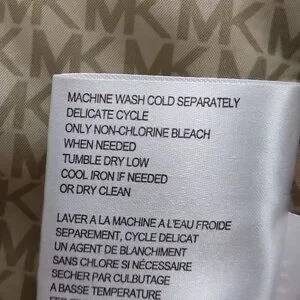 MACHINE WASH COLD SEPARATELY
DELICATE CYCLE
ONLY NON-CHLORINE BLEACH
WHEN NEEDED
TUMBLE DRY LOW
COOL IRON IF NEEDED
OR DRY CLEAN
LAVER A LA MACHINE A L'EAU FROIDE
SEPAREMENT, CYCLE DELICAT
UN AGENT DE BLANCHIMENT
SANS CHLORE SI NÉCESSAIRE
SECHER PAR CULBUTAGE
A BASSE TEMPERATURE